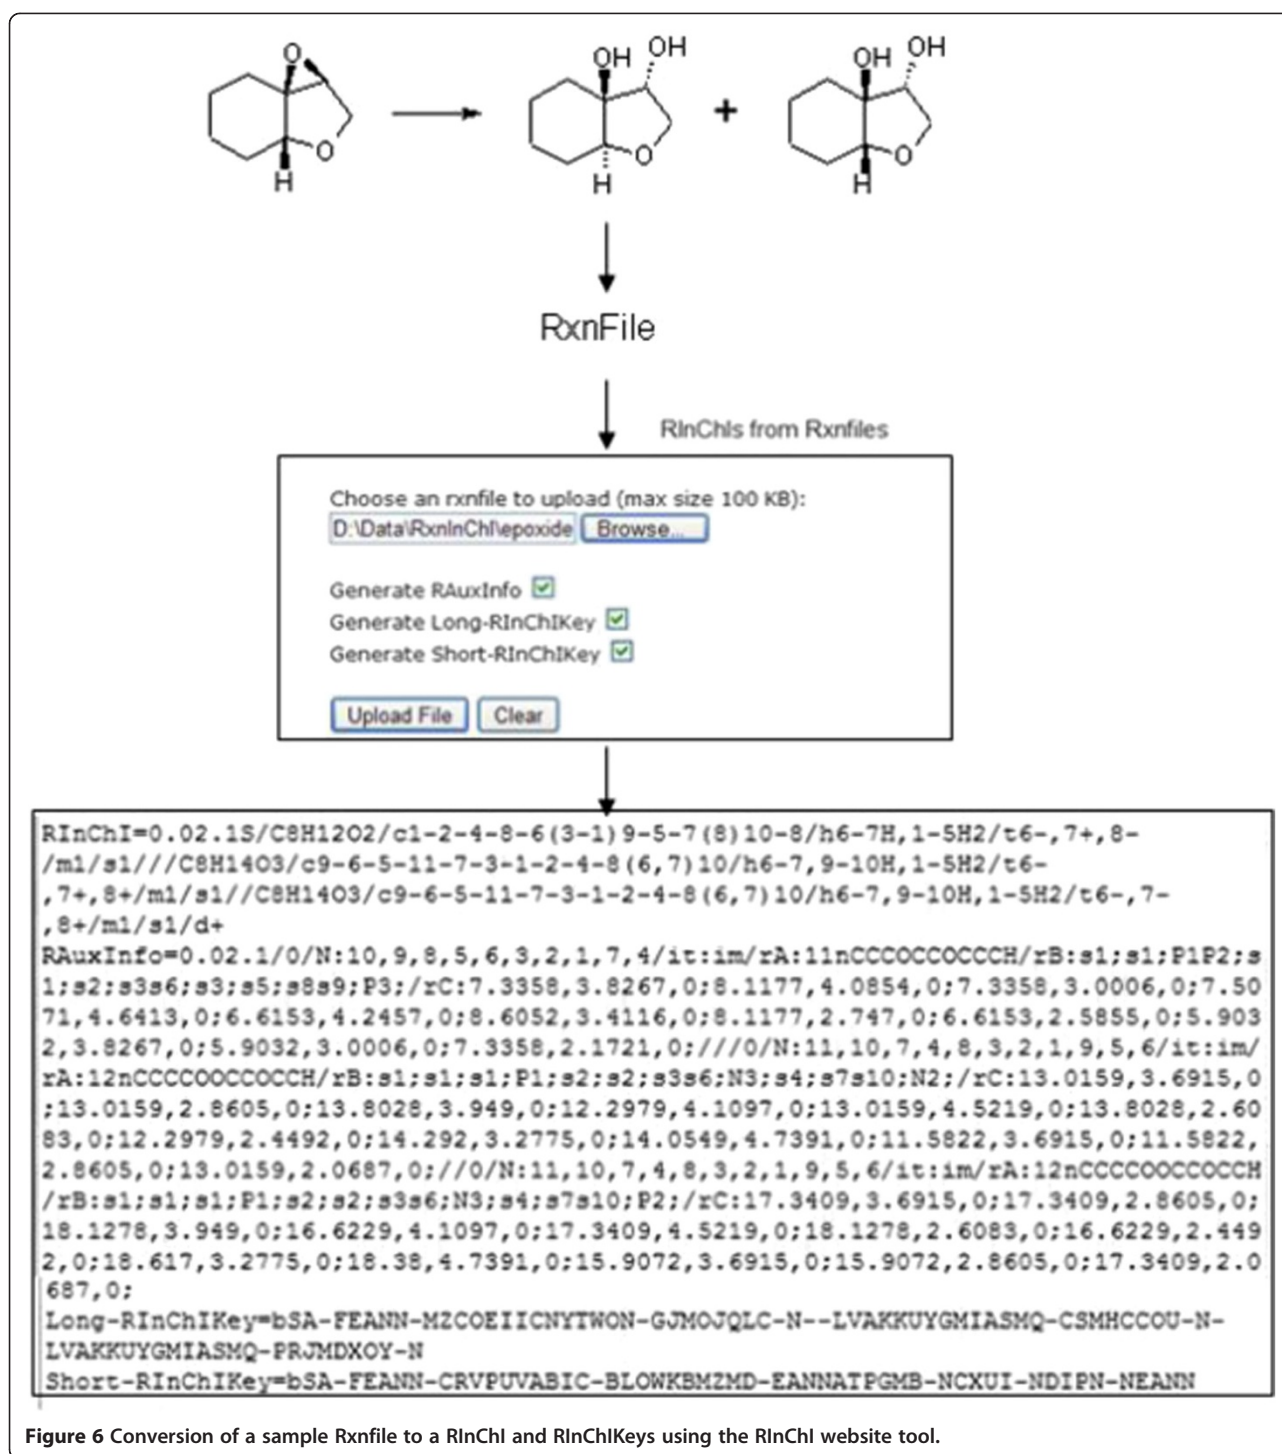 O
OH
OH
OH
OH
+
O
O
O
H
H
H
RxnFile
RInChIs from Rxnfiles
Choose an rxnfile to upload (max size 100 KB):
D:\Data\RxnInChI\epoxide Browse...
Generate RAuxInfo
Generate Long-RInChIKey
Generate Short-RInChIKey
Upload File Clear
RInChI=0.02.1S/C8H12O2/c1-2-4-8-6(3-1)9-5-7(8)10-8/h6-7H,1-5H2/t6-,7+,8-
/m1/s1///C8H14O3/c9-6-5-11-7-3-1-2-4-8(6,7)10/h6-7,9-10H,1-5H2/t6-
,7+,8+/m1/s1//C8H14O3/c9-6-5-11-7-3-1-2-4-8(6,7)10/h6-7,9-10H,1-5H2/t6-,7-
,8+/m1/s1/d+
RAuxInfo=0.02.1/0/N:10,9,8,5,6,3,2,1,7,4/it:im/rA:11nCCCOCCOCCCH/rB:s1;s1;P1P2;s
1;s2;s3s6;s3;s5;s8s9;P3;/rC:7.3358,3.8267,0;8.1177,4.0854,0;7.3358,3.0006,0;7.50
71,4.6413,0;6.6153,4.2457,0;8.6052,3.4116,0;8.1177,2.747,0;6.6153,2.5855,0;5.903
2,3.8267,0;5.9032,3.0006,0;7.3358,2.1721,0;///0/N:11,10,7,4,8,3,2,1,9,5,6/it:im/
rA:12nCCCCOOCCOCCH/rB:s1;s1;s1;P1;s2;s2;s3s6;N3;s4;s7s10;N2;/rC:13.0159,3.6915,0
;13.0159,2.8605,0;13.8028,3.949,0;12.2979,4.1097,0;13.0159,4.5219,0;13.8028,2.60
83,0;12.2979,2.4492,0;14.292,3.2775,0;14.0549,4.7391,0;11.5822,3.6915,0;11.5822,
2.8605,0;13.0159,2.0687,0;//0/N:11,10,7,4,8,3,2,1,9,5,6/it:im/rA:12nCCCCOOCCOCCH
/rB:s1;s1;s1;P1;s2;s2;s3s6;N3;s4;s7s10;P2;/rC:17.3409,3.6915,0;17.3409,2.8605,0;
18.1278,3.949,0;16.6229,4.1097,0;17.3409,4.5219,0;18.1278,2.6083,0;16.6229,2.449
2,0;18.617,3.2775,0;18.38,4.7391,0;15.9072,3.6915,0;15.9072,2.8605,0;17.3409,2.0
687,0;
Long-RInChIKey=bSA-FEANN-MZCOEIICNYTWON-GJMOJQLC-N--LVAKKUYGMIASMQ-CSMHCCOU-N-
LVAKKUYGMIASMQ-PRJMDXOY-N
Short-RInChIKey=bSA-FEANN-CRVPUVABIC-BLOWKBMZMD-EANNATPGMB-NCXUI-NDIPN-NEANN
Figure 6 Conversion of a sample Rxnfile to a RInChI and RInChIKeys using the RInChI website tool.